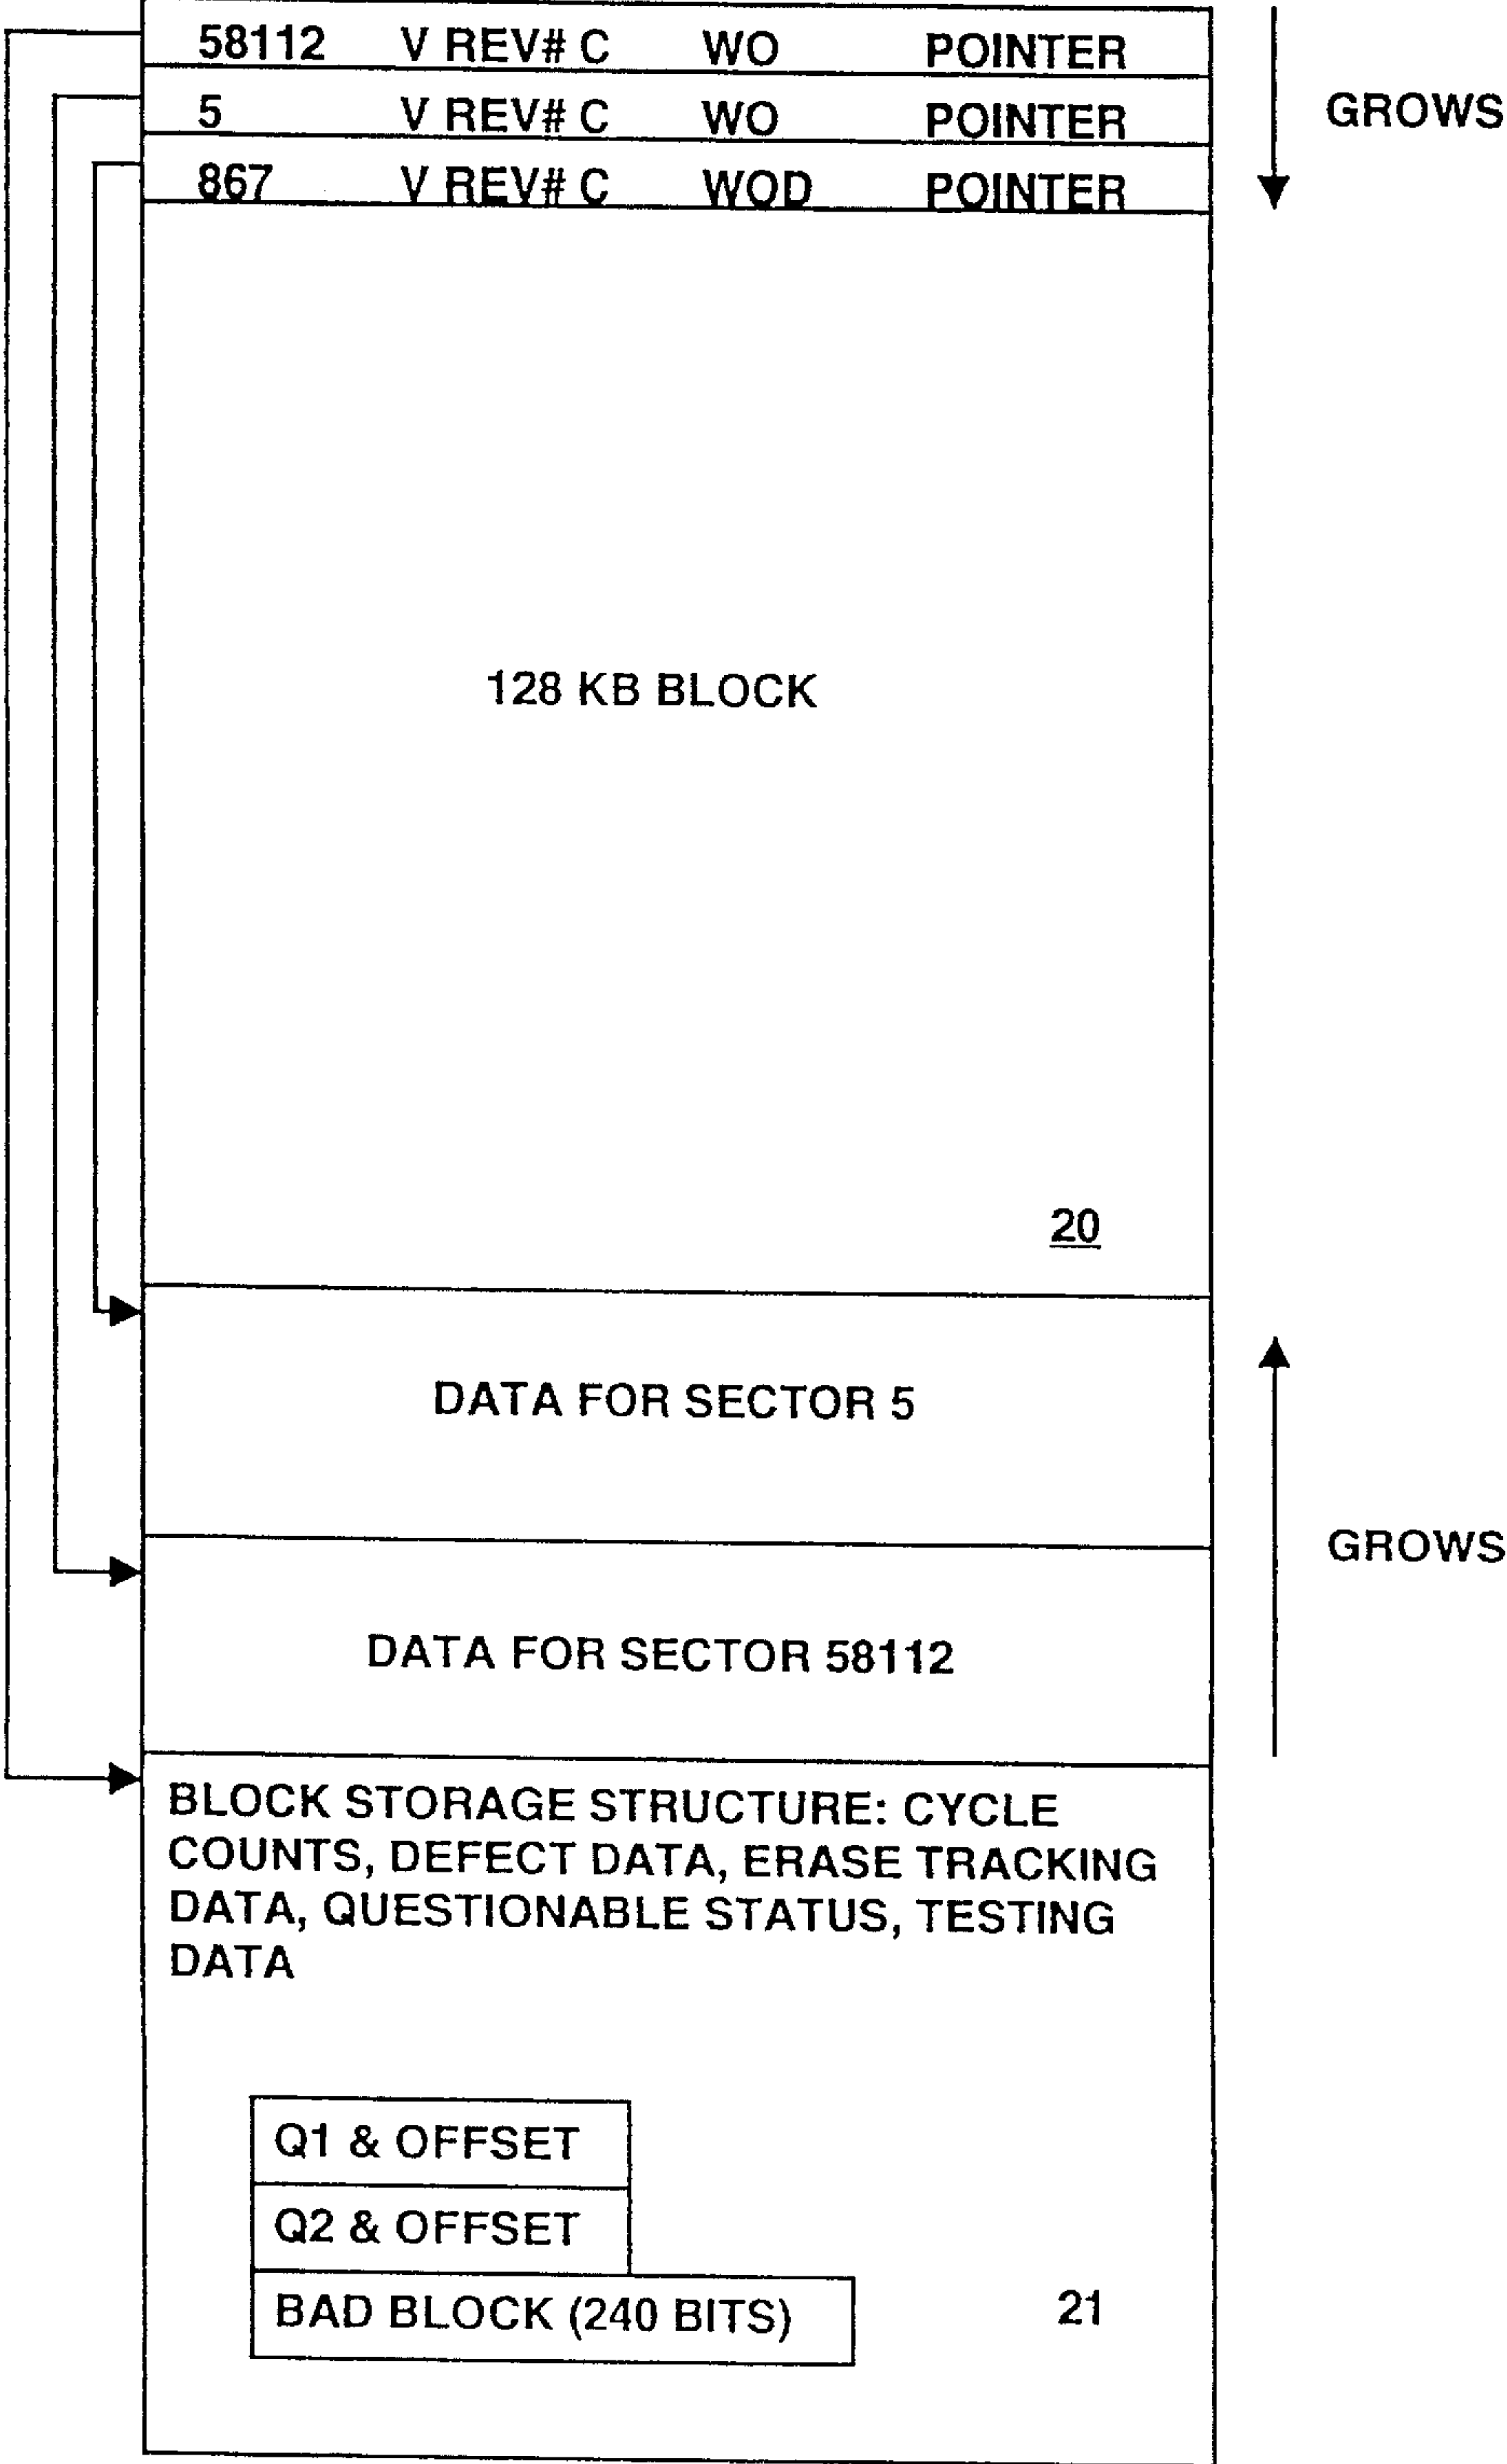 58112 V REV# C WO POINTER
5 V REV# C WO POINTER
867 V REV# C WOD POINTER
GROWS
128 KB BLOCK
20
DATA FOR SECTOR 5
GROWS
DATA FOR SECTOR 58112
BLOCK STORAGE STRUCTURE: CYCLE
COUNTS, DEFECT DATA, ERASE TRACKING
DATA, QUESTIONABLE STATUS, TESTING
DATA
Q1 & OFFSET
Q2 & OFFSET
BAD BLOCK (240 BITS)
21